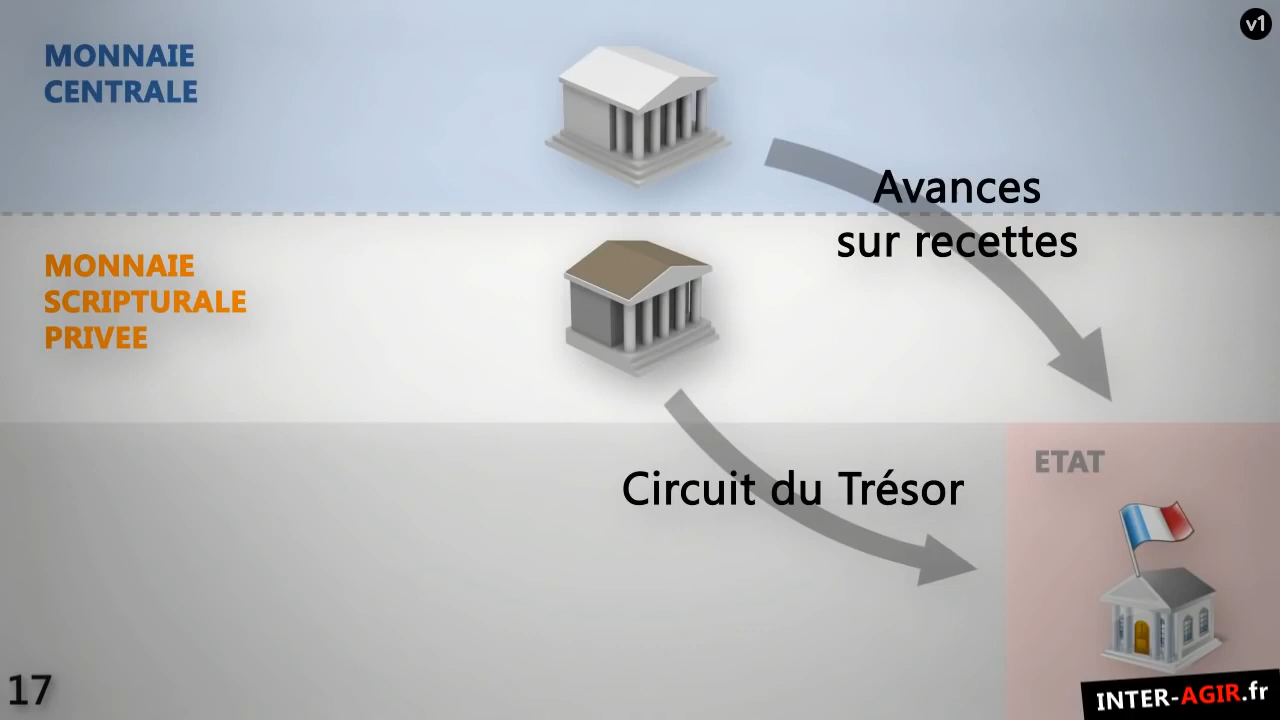 v1
MONNAIE
CENTRALE
Avances
sur recettes
MONNAIE
SCRIPTURALE
PRIVEE
ETAT
Circuit du Trésor
17
INTER-AGIR.fr